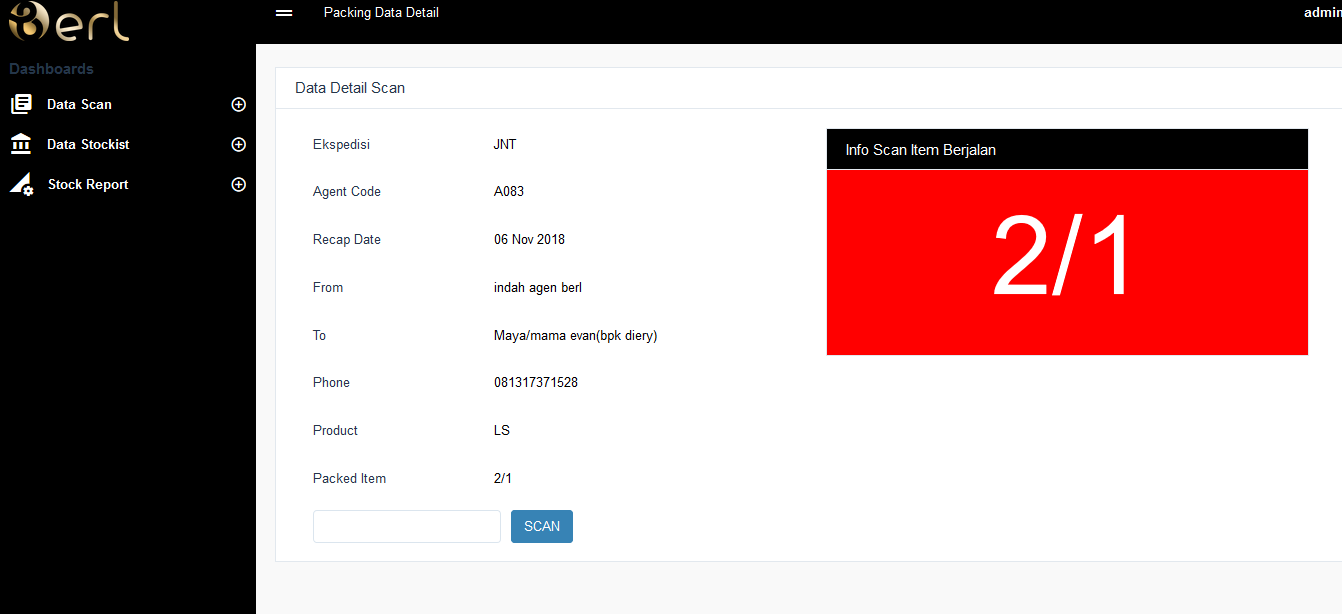 Berl
Packing Data Detail
admin
Dashboards
Data Scan
Data Stockist
Stock Report
Data Detail Scan
Ekspedisi JNT
Agent Code A083
Recap Date 06 Nov 2018
From indah agen berl
To Maya/mama evan(bpk diery)
Phone 081317371528
Product LS
Packed Item 2/1
SCAN
Info Scan Item Berjalan
2/1